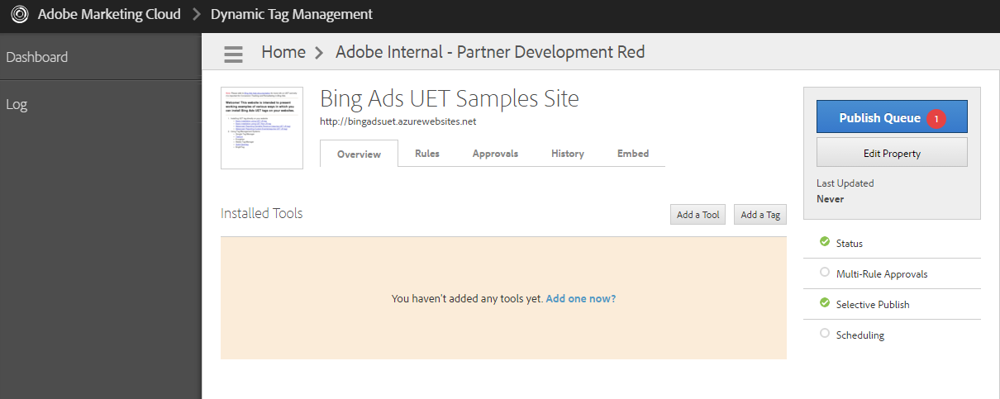 Adobe Marketing Cloud > Dynamic Tag Management
Dashboard
Log
Home > Adobe Internal - Partner Development Red
Bing Ads UET Samples Site
http://bingadsuet.azurewebsites.net
Overview Rules Approvals History Embed
Installed Tools
Add a Tool Add a Tag
You haven't added any tools yet. Add one now?
Publish Queue 1
Edit Property
Last Updated
Never
Status
Multi-Rule Approvals
Selective Publish
Scheduling